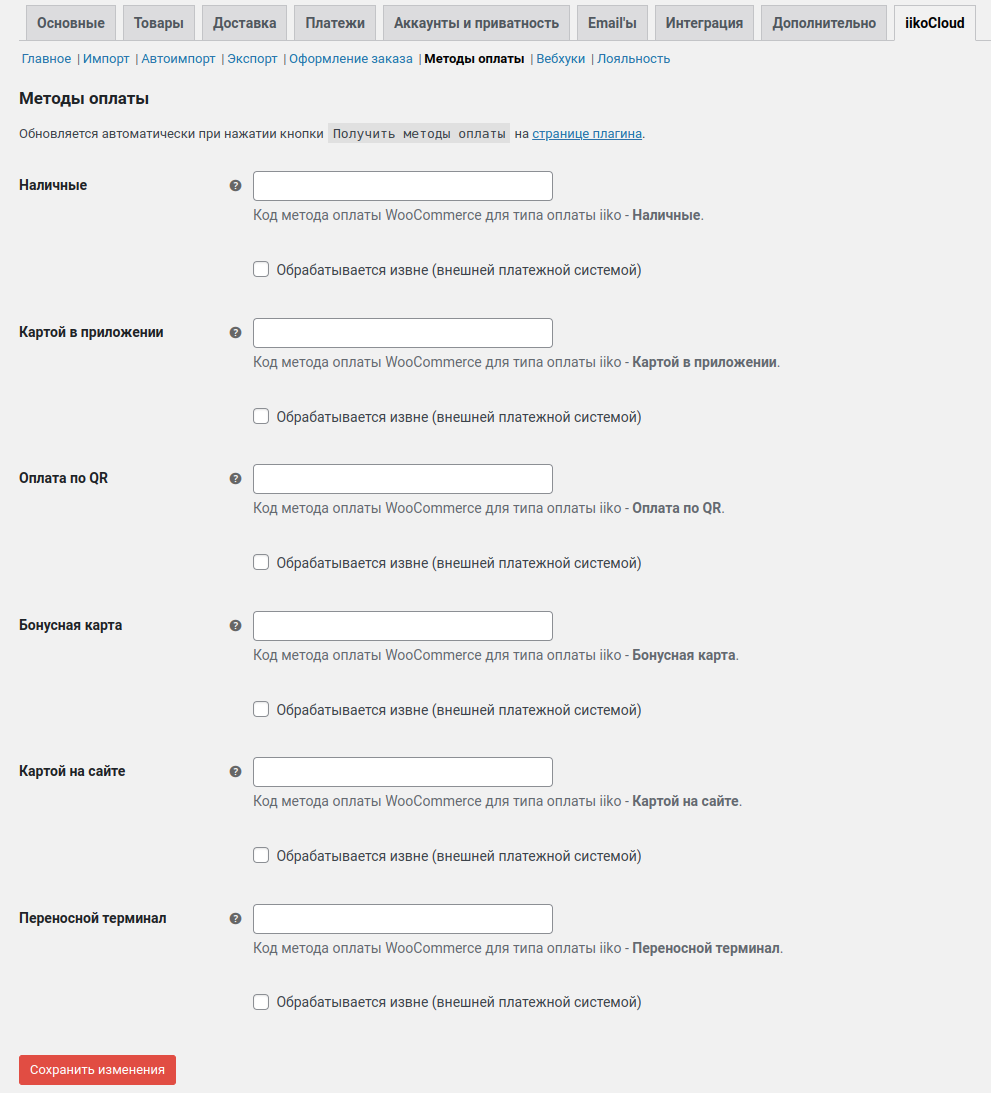 Основные Товары Доставка Платежи Аккаунты и приватность Email'ы Интеграция Дополнительно iikoCloud
Главное | Импорт | Автоимпорт | Экспорт | Оформление заказа | Методы оплаты | Вебхуки | Лояльность
Методы оплаты
Обновляется автоматически при нажатии кнопки Получить методы оплаты на странице плагина.
Наличные ?
Код метода оплаты WooCommerce для типа оплаты iiko - Наличные.
Обрабатывается извне (внешней платежной системой)
Картой в приложении ?
Код метода оплаты WooCommerce для типа оплаты iiko - Картой в приложении.
Обрабатывается извне (внешней платежной системой)
Оплата по QR ?
Код метода оплаты WooCommerce для типа оплаты iiko - Оплата по QR.
Обрабатывается извне (внешней платежной системой)
Бонусная карта ?
Код метода оплаты WooCommerce для типа оплаты iiko - Бонусная карта.
Обрабатывается извне (внешней платежной системой)
Картой на сайте ?
Код метода оплаты WooCommerce для типа оплаты iiko - Картой на сайте.
Обрабатывается извне (внешней платежной системой)
Переносной терминал ?
Код метода оплаты WooCommerce для типа оплаты iiko - Переносной терминал.
Обрабатывается извне (внешней платежной системой)
Сохранить изменения